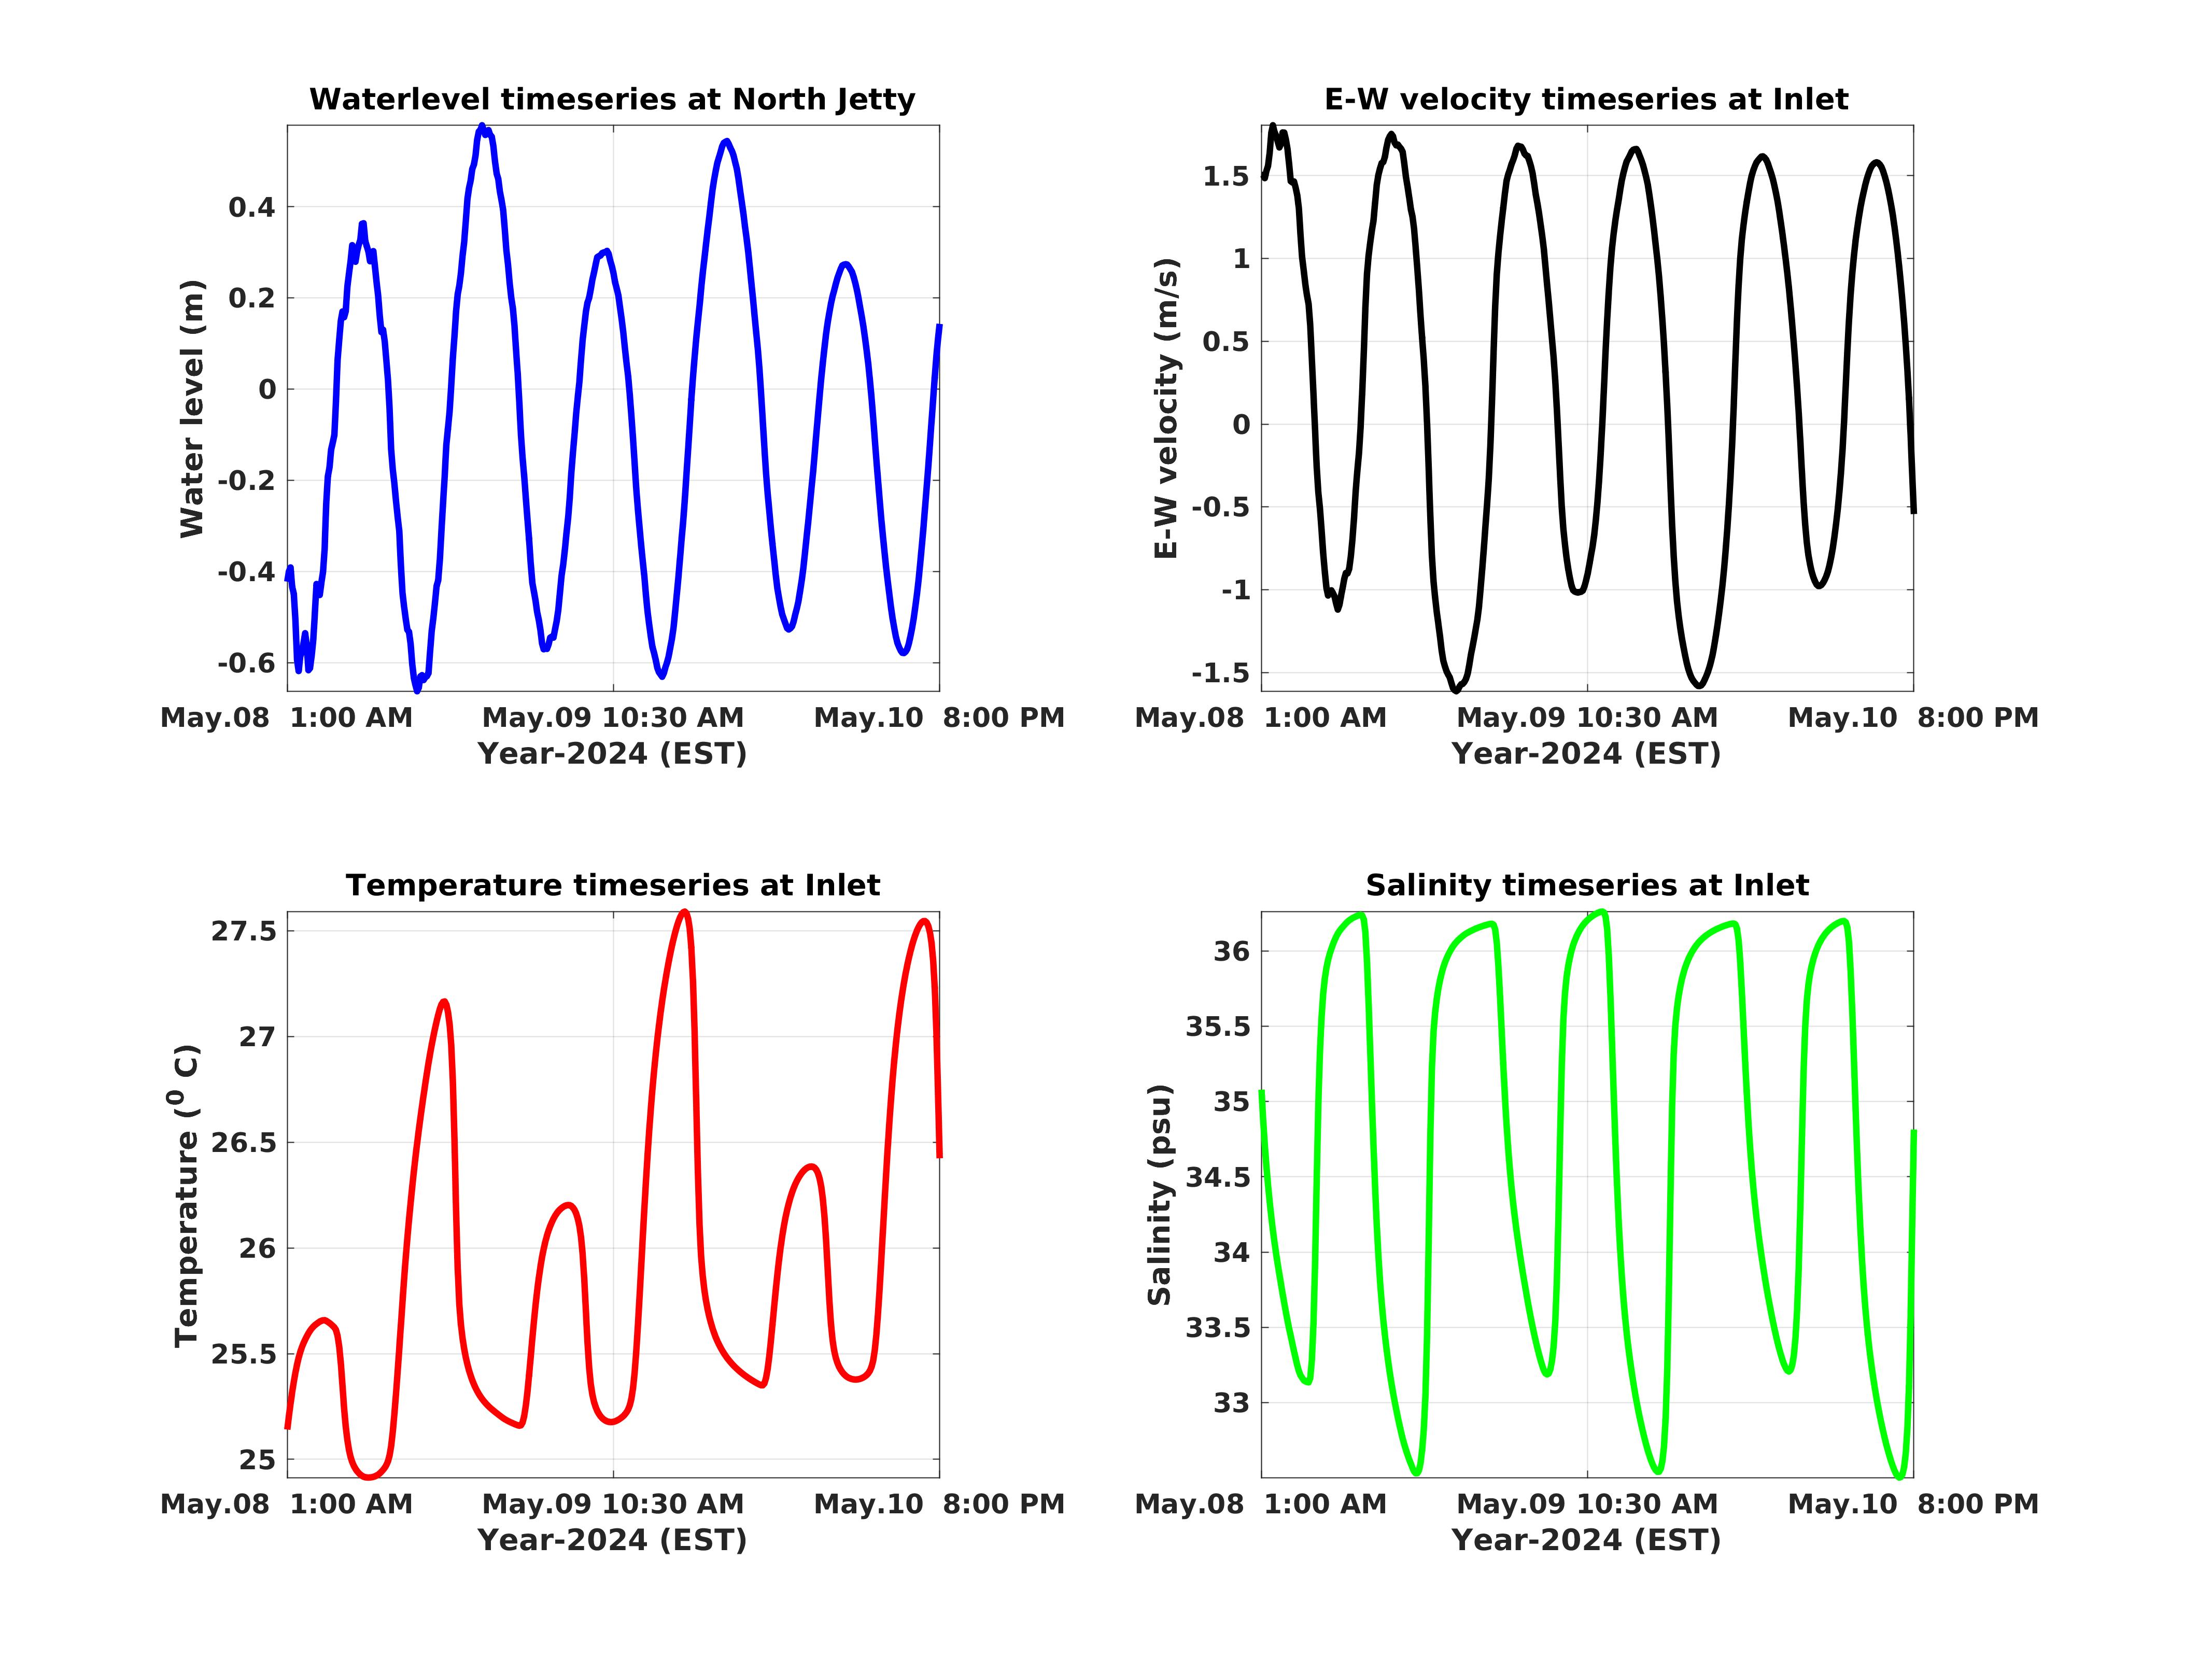 Waterlevel timeseries at North Jetty
Water level (m)
0.4
0.2
0
-0.2
-0.4
-0.6
May.08 1:00 AM May.09 10:30 AM May.10 8:00 PM
Year-2024 (EST)
E-W velocity timeseries at Inlet
E-W velocity (m/s)
1.5
1
0.5
0
-0.5
-1
-1.5
May.08 1:00 AM May.09 10:30 AM May.10 8:00 PM
Year-2024 (EST)
Temperature timeseries at Inlet
Temperature (⁰ C)
27.5
27
26.5
26
25.5
25
May.08 1:00 AM May.09 10:30 AM May.10 8:00 PM
Year-2024 (EST)
Salinity timeseries at Inlet
Salinity (psu)
36
35.5
35
34.5
34
33.5
33
May.08 1:00 AM May.09 10:30 AM May.10 8:00 PM
Year-2024 (EST)